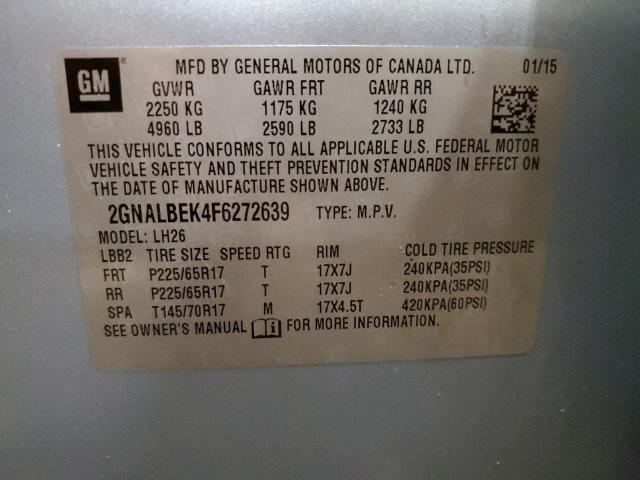 GM
MFD BY GENERAL MOTORS OF CANADA LTD. 01/15
GVWR GAWR FRT GAWR RR
2250 KG 1175 KG 1240 KG
4960 LB 2590 LB 2733 LB
THIS VEHICLE CONFORMS TO ALL APPLICABLE U.S. FEDERAL MOTOR
VEHICLE SAFETY AND THEFT PREVENTION STANDARDS IN EFFECT ON
THE DATE OF MANUFACTURE SHOWN ABOVE.
2GNALBEK4F6272639 TYPE: M.P.V.
MODEL: LH26
LBB2 TIRE SIZE SPEED RTG RIM COLD TIRE PRESSURE
FRT P225/65R17 T 17X7J 240KPA(35PSI)
RR P225/65R17 T 17X7J 240KPA(35PSI)
SPA T145/70R17 M 17X4.5T 420KPA(60PSI)
SEE OWNER'S MANUAL FOR MORE INFORMATION.